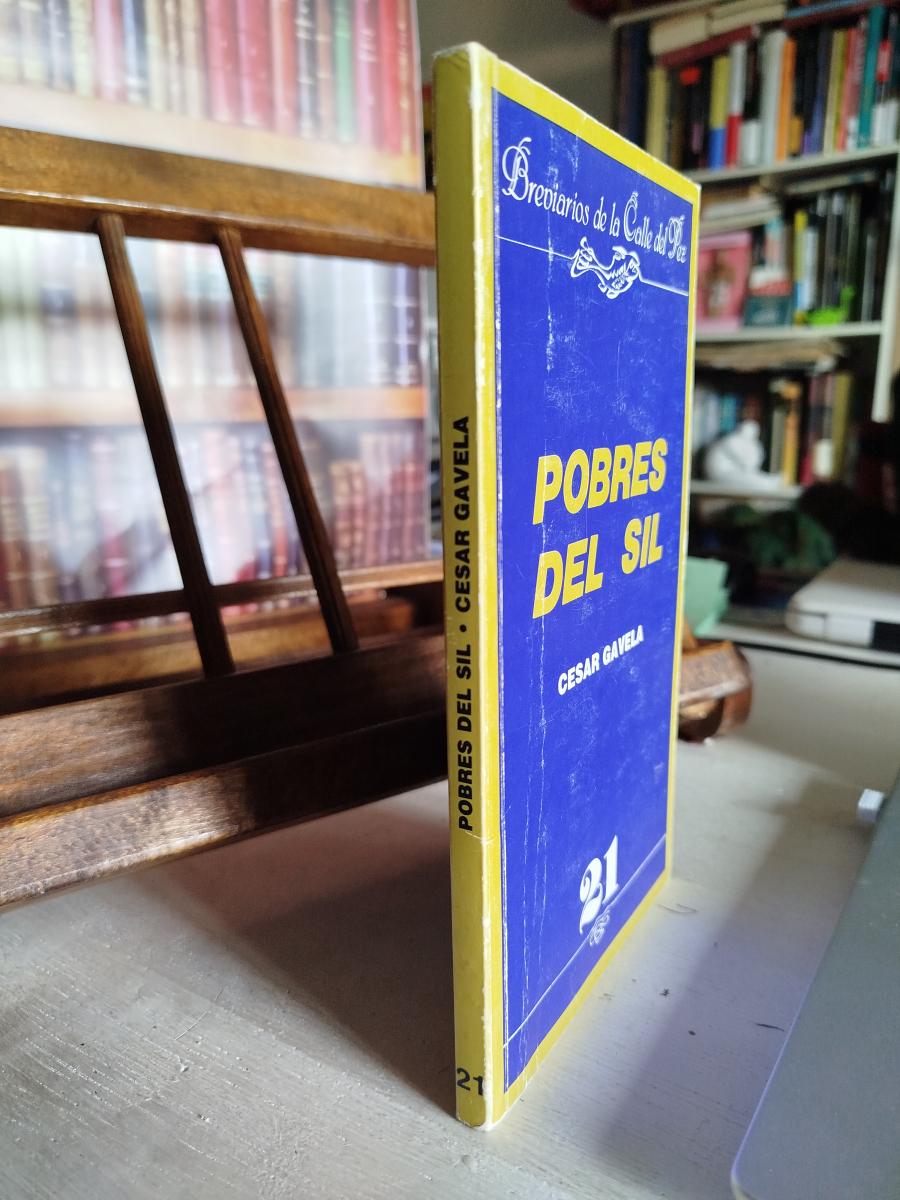 Breviarios de la Calle del Pez
POBRES
DEL SIL
CESAR GAVELA
21
POBRES DEL SIL · CESAR GAVELA
21